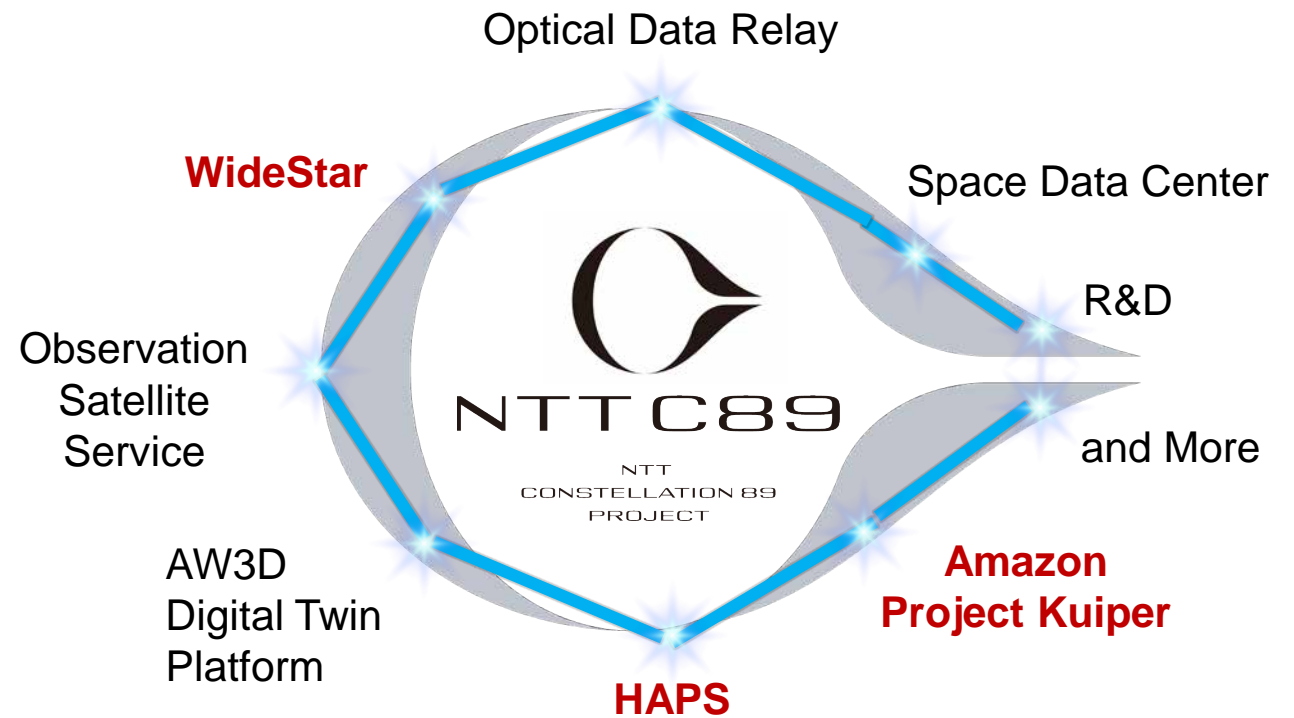 Optical Data Relay
WideStar
Space Data Center
R&D
Observation
Satellite
Service
NTT C89
and More
NTT
CONSTELLATION 89
PROJECT
AW3D
Digital Twin
Platform
Amazon
Project Kuiper
HAPS